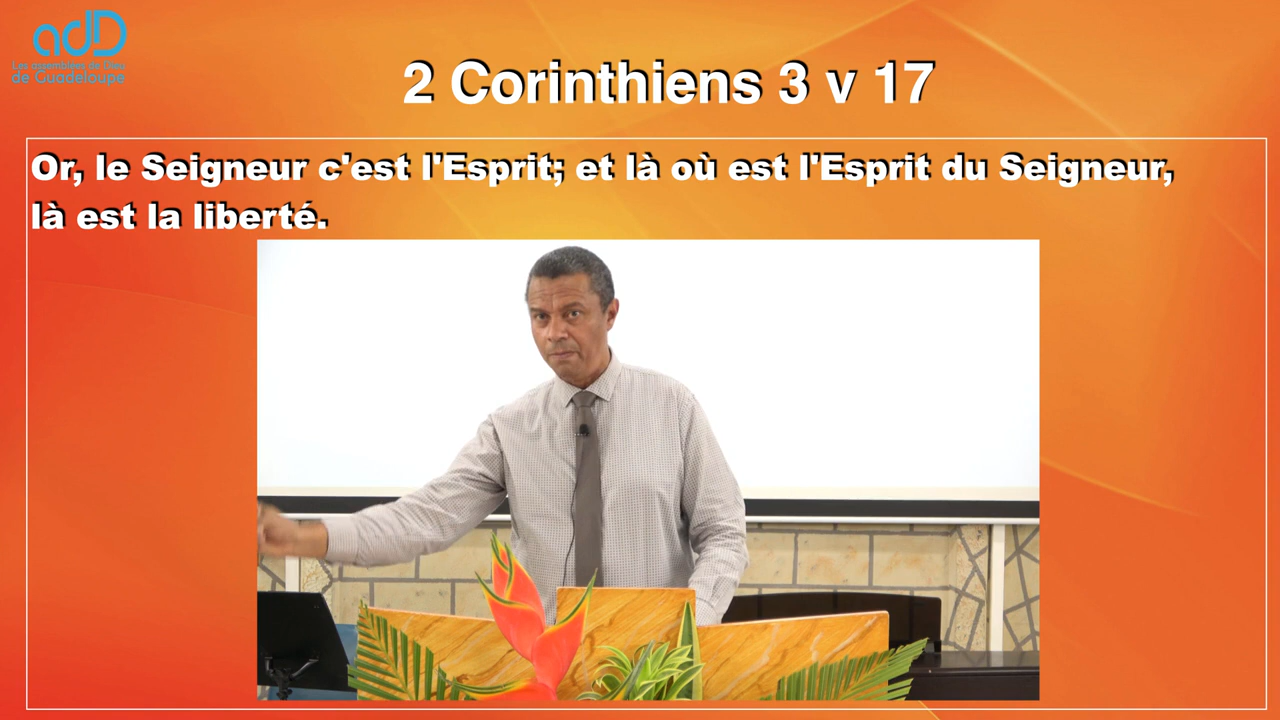 adD
Les assemblées de Dieu
de Guadeloupe
2 Corinthiens 3 v 17
Or, le Seigneur c'est l'Esprit; et là où est l'Esprit du Seigneur,
là est la liberté.